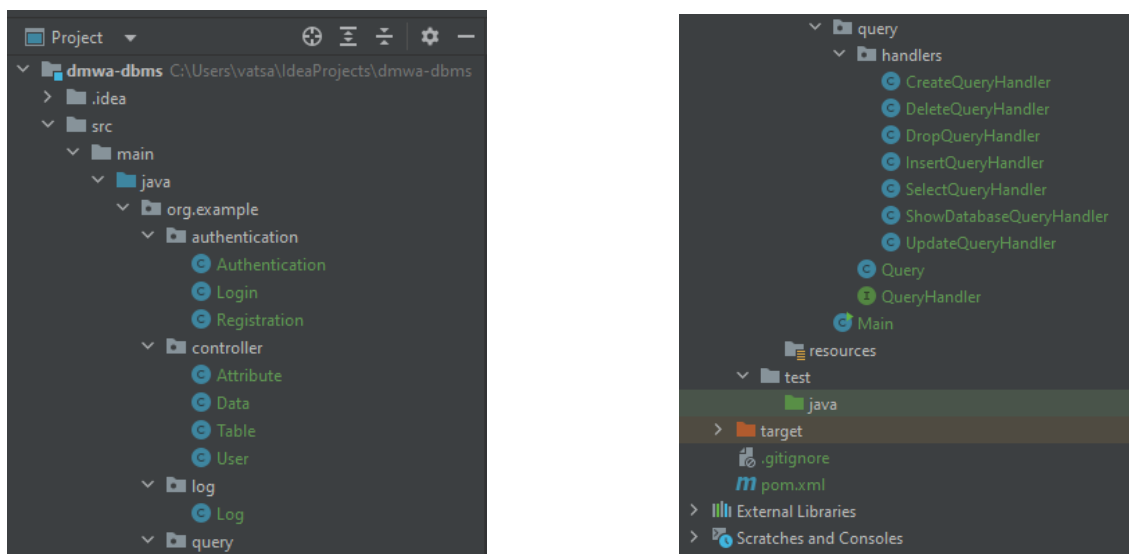 Project
dmwa-dbms C:\Users\vatsa\IdeaProjects\dmwa-dbms
.idea
src
main
java
org.example
authentication
Authentication
Login
Registration
controller
Attribute
Data
Table
User
log
Log
query
query
handlers
CreateQueryHandler
DeleteQueryHandler
DropQueryHandler
InsertQueryHandler
SelectQueryHandler
ShowDatabaseQueryHandler
UpdateQueryHandler
Query
QueryHandler
Main
resources
test
java
target
.gitignore
pom.xml
External Libraries
Scratches and Consoles